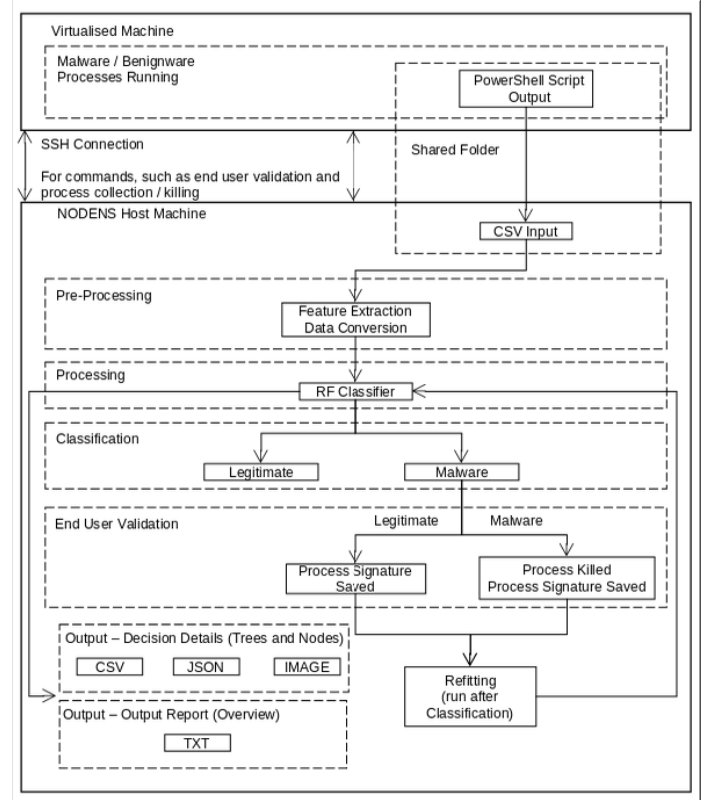 Virtualised Machine
Malware / Benignware
Processes Running
PowerShell Script
Output
SSH Connection
Shared Folder
For commands, such as end user validation and
process collection / killing
NODENS Host Machine
CSV Input
Pre-Processing
Feature Extraction
Data Conversion
Processing
RF Classifier
Classification
Legitimate
Malware
End User Validation
Legitimate
Malware
Process Signature
Saved
Process Killed
Process Signature Saved
Output – Decision Details (Trees and Nodes)
CSV
JSON
IMAGE
Refitting
(run after
Classification)
Output – Output Report (Overview)
TXT